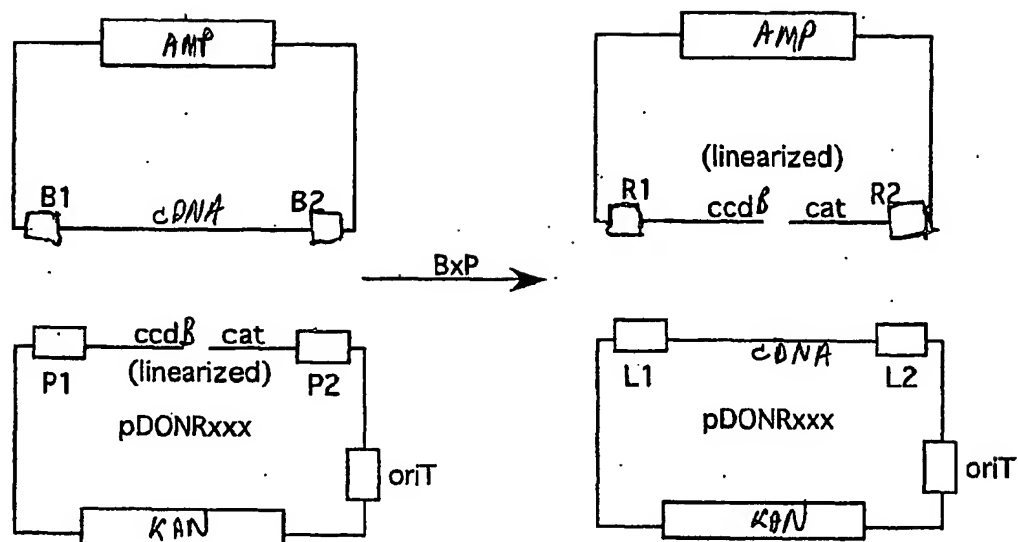 AMP
AMP
(linearized)
B1
cDNA
B2
R1
ccdB
cat
R2
BxP
ccdB
cat
P1
(linearized)
P2
cDNA
L1
L2
pDONRxxx
pDONRxxx
oriT
oriT
KAN
KAN